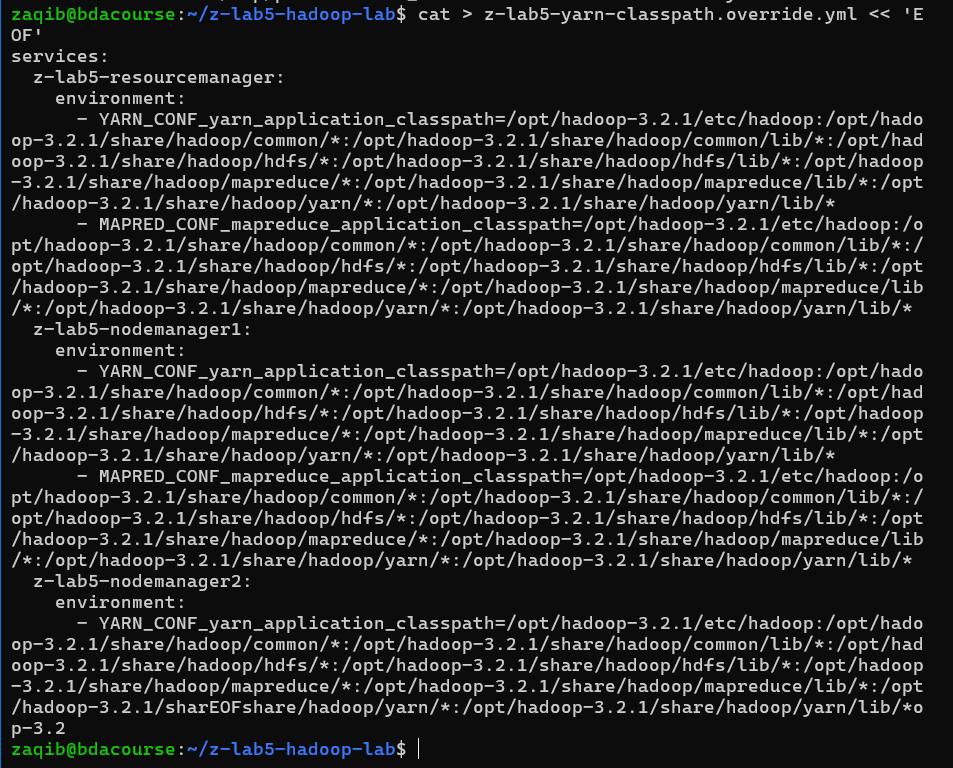 zaqib@bdacourse:~/z-lab5-hadoop-lab$ cat > z-lab5-yarn-classpath.override.yml << 'E
OF'
services:
  z-lab5-resourcemanager:
    environment:
      - YARN_CONF_yarn_application_classpath=/opt/hadoop-3.2.1/etc/hadoop:/opt/hado
op-3.2.1/share/hadoop/common/*:/opt/hadoop-3.2.1/share/hadoop/common/lib/*:/opt/had
oop-3.2.1/share/hadoop/hdfs/*:/opt/hadoop-3.2.1/share/hadoop/hdfs/lib/*:/opt/hadoop
-3.2.1/share/hadoop/mapreduce/*:/opt/hadoop-3.2.1/share/hadoop/mapreduce/lib/*:/opt
/hadoop-3.2.1/share/hadoop/yarn/*:/opt/hadoop-3.2.1/share/hadoop/yarn/lib/*
      - MAPRED_CONF_mapreduce_application_classpath=/opt/hadoop-3.2.1/etc/hadoop:/o
pt/hadoop-3.2.1/share/hadoop/common/*:/opt/hadoop-3.2.1/share/hadoop/common/lib/*:/
opt/hadoop-3.2.1/share/hadoop/hdfs/*:/opt/hadoop-3.2.1/share/hadoop/hdfs/lib/*:/opt
/hadoop-3.2.1/share/hadoop/mapreduce/*:/opt/hadoop-3.2.1/share/hadoop/mapreduce/lib
/*:/opt/hadoop-3.2.1/share/hadoop/yarn/*:/opt/hadoop-3.2.1/share/hadoop/yarn/lib/*
  z-lab5-nodemanager1:
    environment:
      - YARN_CONF_yarn_application_classpath=/opt/hadoop-3.2.1/etc/hadoop:/opt/hado
op-3.2.1/share/hadoop/common/*:/opt/hadoop-3.2.1/share/hadoop/common/lib/*:/opt/had
oop-3.2.1/share/hadoop/hdfs/*:/opt/hadoop-3.2.1/share/hadoop/hdfs/lib/*:/opt/hadoop
-3.2.1/share/hadoop/mapreduce/*:/opt/hadoop-3.2.1/share/hadoop/mapreduce/lib/*:/opt
/hadoop-3.2.1/share/hadoop/yarn/*:/opt/hadoop-3.2.1/share/hadoop/yarn/lib/*
      - MAPRED_CONF_mapreduce_application_classpath=/opt/hadoop-3.2.1/etc/hadoop:/o
pt/hadoop-3.2.1/share/hadoop/common/*:/opt/hadoop-3.2.1/share/hadoop/common/lib/*:/
opt/hadoop-3.2.1/share/hadoop/hdfs/*:/opt/hadoop-3.2.1/share/hadoop/hdfs/lib/*:/opt
/hadoop-3.2.1/share/hadoop/mapreduce/*:/opt/hadoop-3.2.1/share/hadoop/mapreduce/lib
/*:/opt/hadoop-3.2.1/share/hadoop/yarn/*:/opt/hadoop-3.2.1/share/hadoop/yarn/lib/*
  z-lab5-nodemanager2:
    environment:
      - YARN_CONF_yarn_application_classpath=/opt/hadoop-3.2.1/etc/hadoop:/opt/hado
op-3.2.1/share/hadoop/common/*:/opt/hadoop-3.2.1/share/hadoop/common/lib/*:/opt/had
oop-3.2.1/share/hadoop/hdfs/*:/opt/hadoop-3.2.1/share/hadoop/hdfs/lib/*:/opt/hadoop
-3.2.1/share/hadoop/mapreduce/*:/opt/hadoop-3.2.1/share/hadoop/mapreduce/lib/*:/opt
/hadoop-3.2.1/sharEOFshare/hadoop/yarn/*:/opt/hadoop-3.2.1/share/hadoop/yarn/lib/*o
p-3.2
zaqib@bdacourse:~/z-lab5-hadoop-lab$